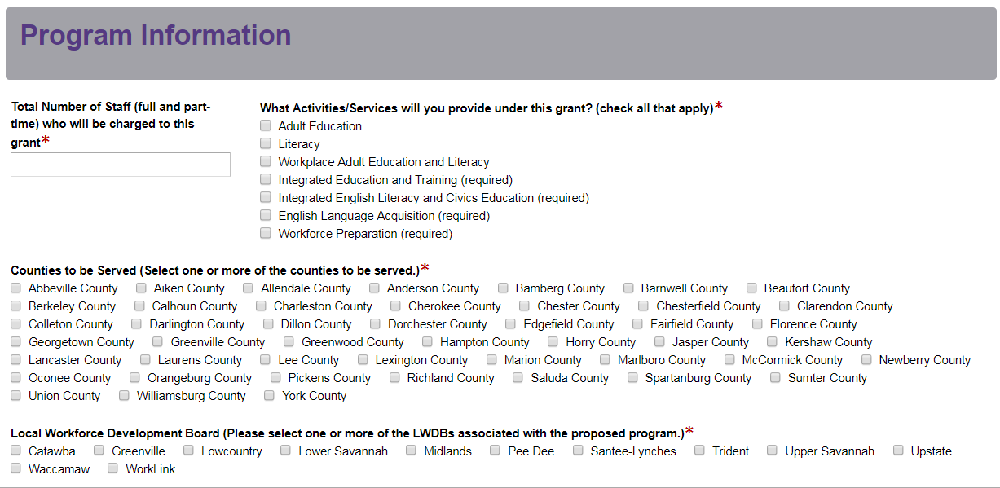 Program Information
Total Number of Staff (full and part-
time) who will be charged to this
grant*
What Activities/Services will you provide under this grant? (check all that apply)*
Adult Education
Literacy
Workplace Adult Education and Literacy
Integrated Education and Training (required)
Integrated English Literacy and Civics Education (required)
English Language Acquisition (required)
Workforce Preparation (required)
Counties to be Served (Select one or more of the counties to be served.)*
Abbeville County Aiken County Allendale County Anderson County Bamberg County Barnwell County Beaufort County
Berkeley County Calhoun County Charleston County Cherokee County Chester County Chesterfield County Clarendon County
Colleton County Darlington County Dillon County Dorchester County Edgefield County Fairfield County Florence County
Georgetown County Greenville County Greenwood County Hampton County Horry County Jasper County Kershaw County
Lancaster County Laurens County Lee County Lexington County Marion County Marlboro County McCormick County Newberry County
Oconee County Orangeburg County Pickens County Richland County Saluda County Spartanburg County Sumter County
Union County Williamsburg County York County
Local Workforce Development Board (Please select one or more of the LWDBs associated with the proposed program.)*
Catawba Greenville Lowcountry Lower Savannah Midlands Pee Dee Santee-Lynches Trident Upper Savannah Upstate
Waccamaw WorkLink